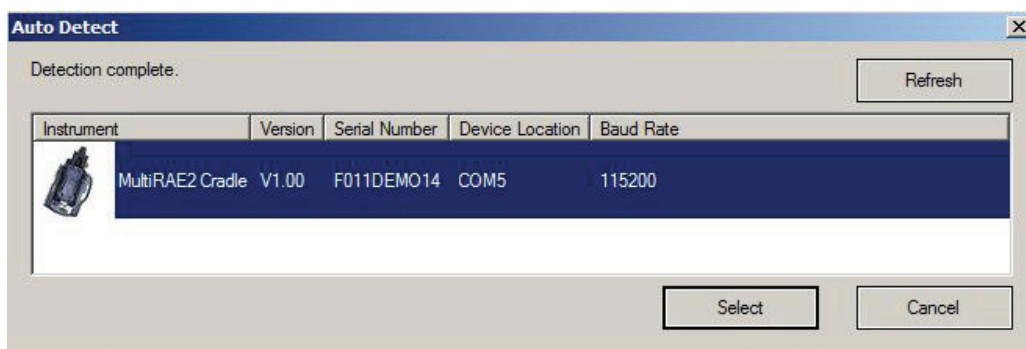 Auto Detect
Detection complete.
Refresh
Instrument Version Serial Number Device Location Baud Rate
MultiRAE2 Cradle V1.00 F011DEMO14 COM5 115200
Select Cancel